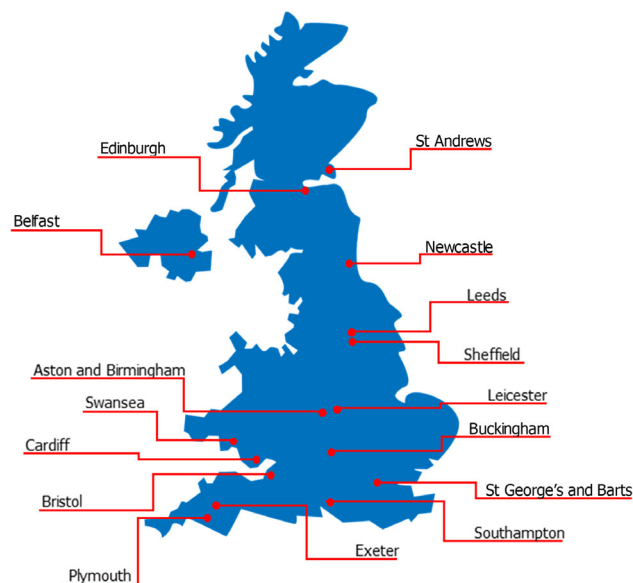 St Andrews
Edinburgh
Belfast
Newcastle
Leeds
Sheffield
Aston and Birmingham
Leicester
Swansea
Buckingham
Cardiff
St George's and Barts
Bristol
Southampton
Exeter
Plymouth